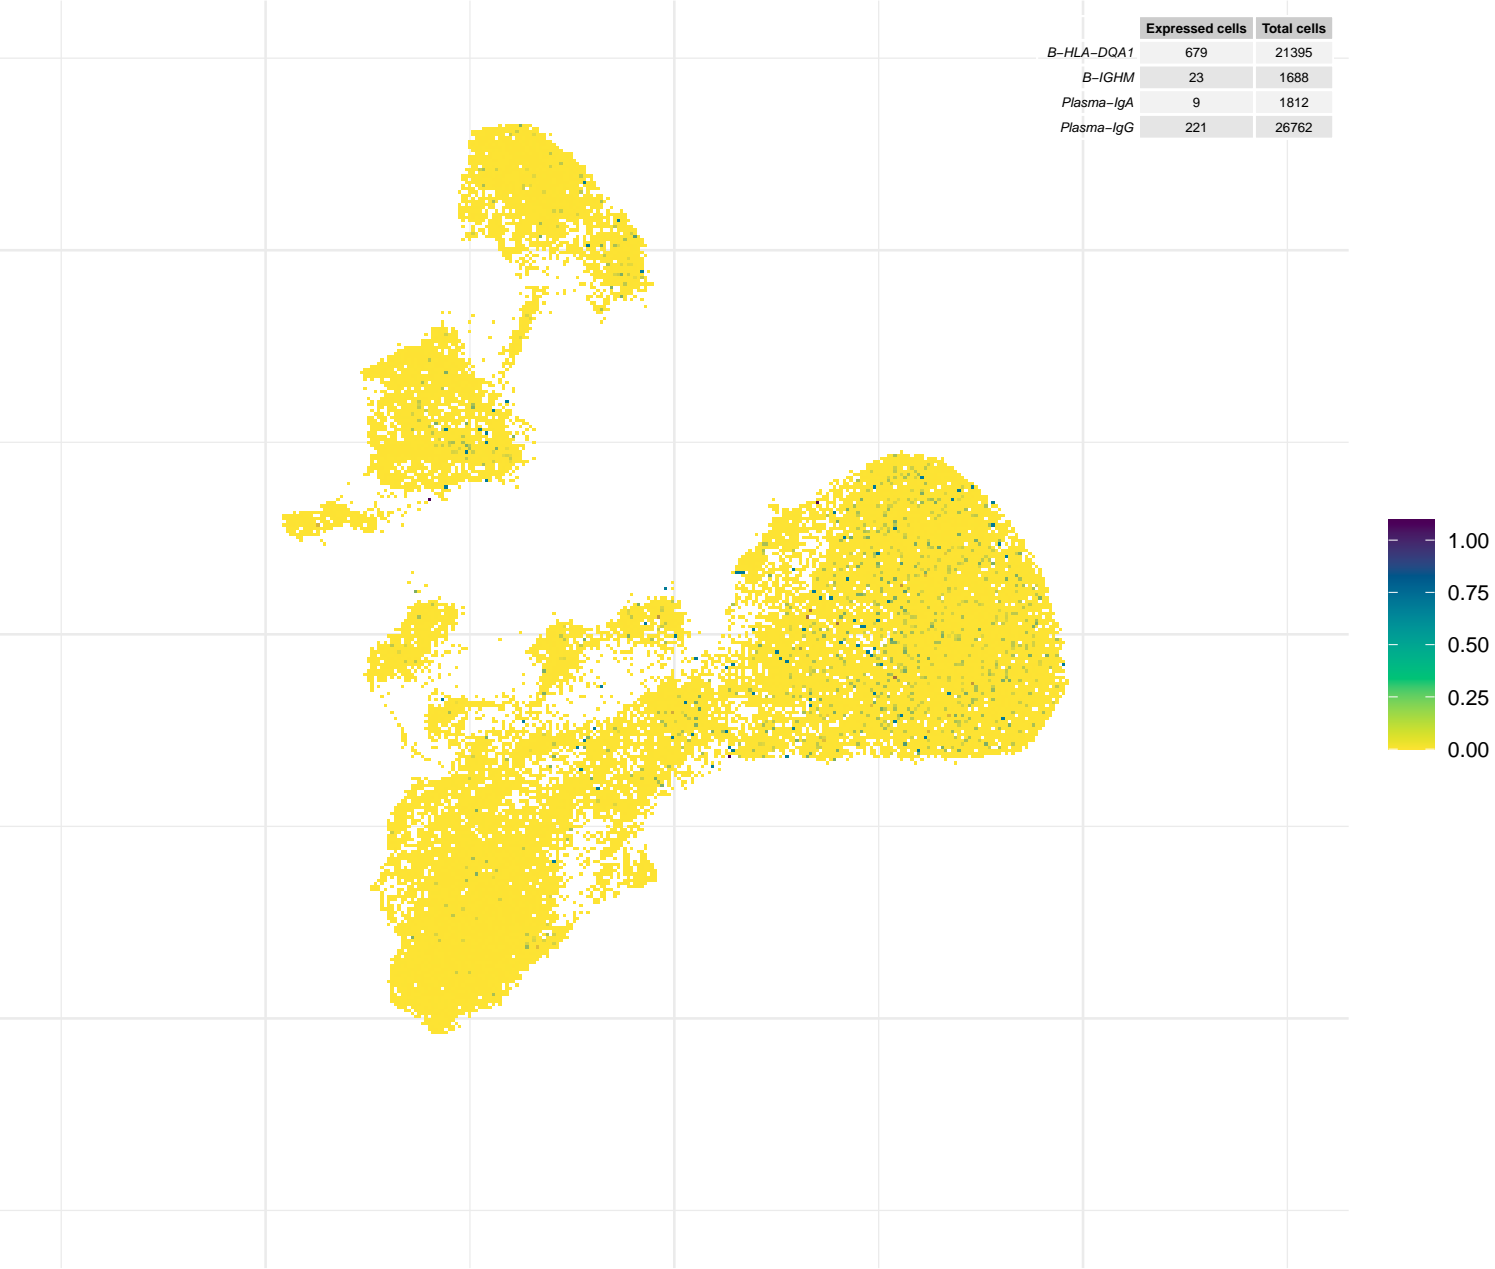 Expressed cells Total cells
B−HLA−DQA1 679 21395
B−IGHM 23 1688
Plasma−IgA 9 1812
Plasma−IgG 221 26762
1.00
0.75
0.50
0.25
0.00